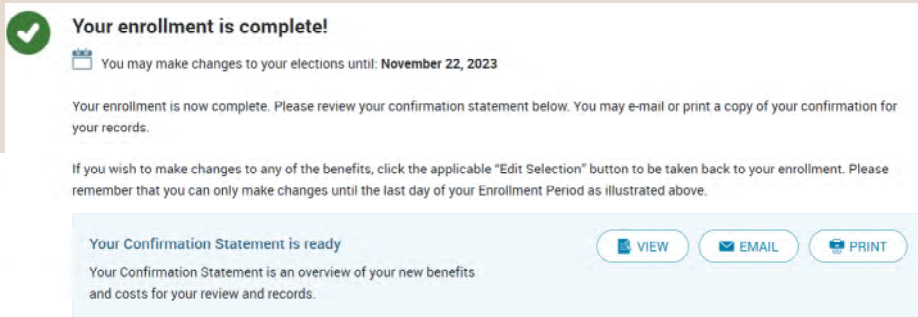 Your enrollment is complete!
You may make changes to your elections until: November 22, 2023
Your enrollment is now complete. Please review your confirmation statement below. You may e-mail or print a copy of your confirmation for
your records.
If you wish to make changes to any of the benefits, click the applicable “Edit Selection” button to be taken back to your enrollment. Please
remember that you can only make changes until the last day of your Enrollment Period as illustrated above.
Your Confirmation Statement is ready
VIEW EMAIL PRINT
Your Confirmation Statement is an overview of your new benefits
and costs for your review and records.